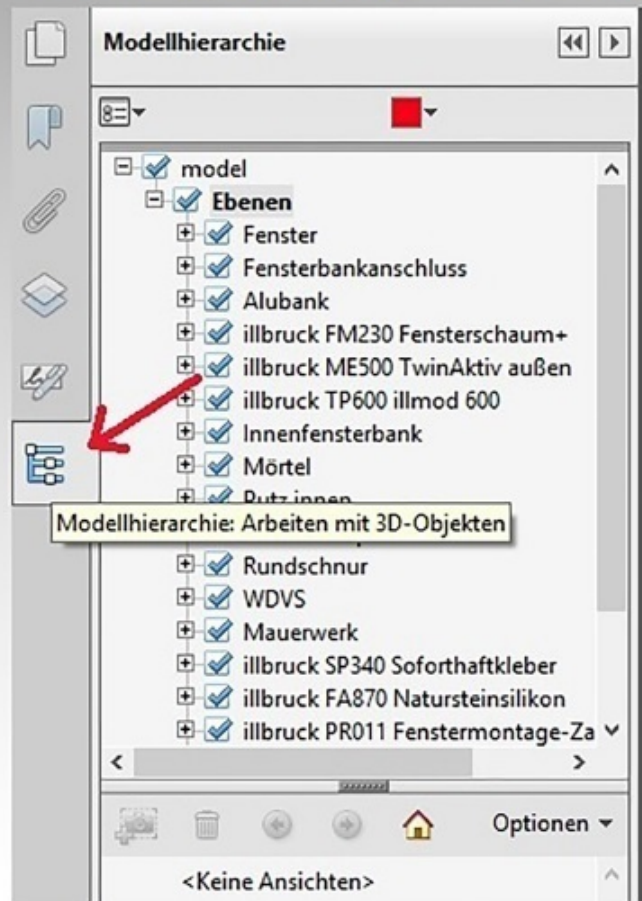 Modellhierarchie
model
Ebenen
Fenster
Fensterbankanschluss
Alubank
illbruck FM230 Fensterschaum+
illbruck ME500 TwinAktiv außen
illbruck TP600 illmod 600
Innenfensterbank
Mörtel
Putz innen
Modellhierarchie: Arbeiten mit 3D-Objekten
Rundschnur
WDVS
Mauerwerk
illbruck SP340 Soforthaftkleber
illbruck FA870 Natursteinsilikon
illbruck PR011 Fenstermontage-Za
Optionen
<Keine Ansichten>